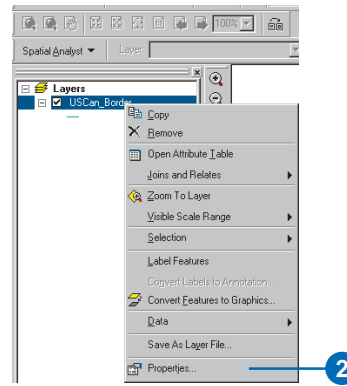 100%
Spatial Analyst Layer:
Layers
USCan_Border
Copy
Remove
Open Attribute Table
Joins and Relates
Zoom To Layer
Visible Scale Range
Selection
Label Features
Convert Labels to Annotation...
Convert Features to Graphics...
Data
Save As Layer File...
Properties...
2